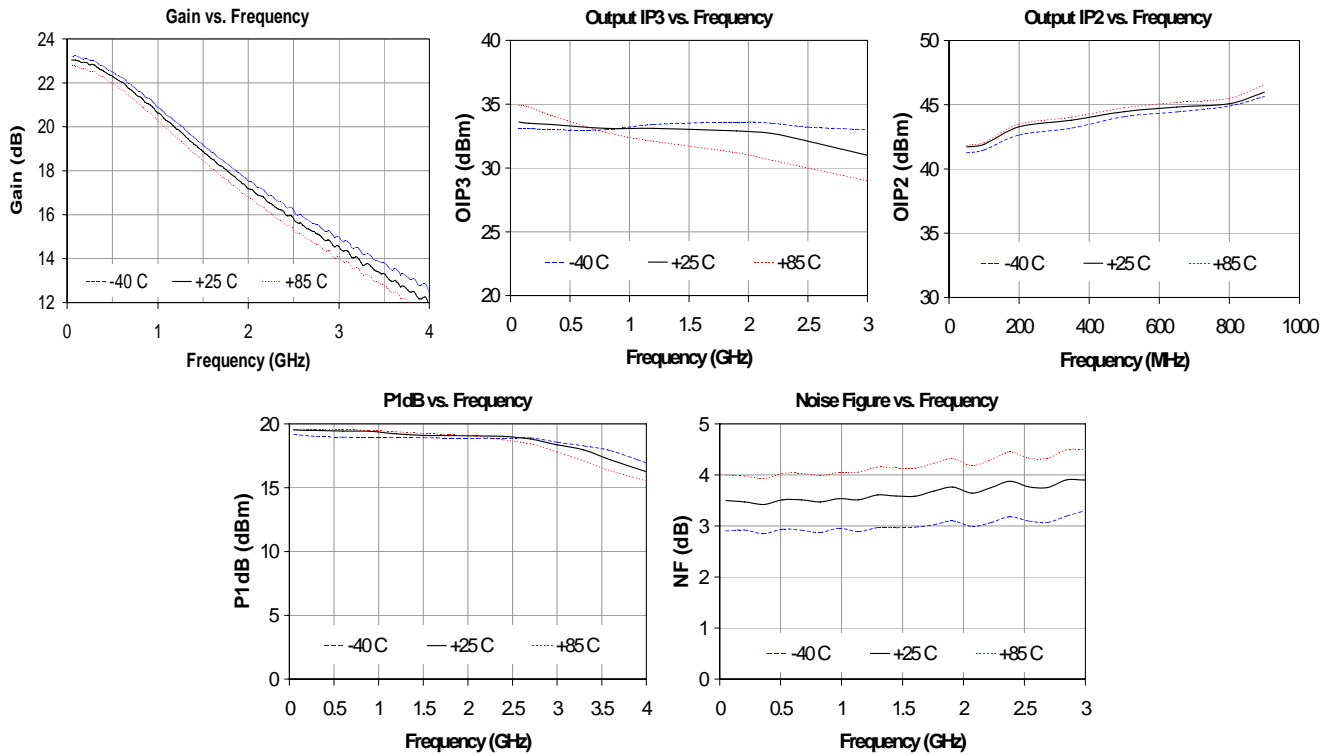 Gain vs. Frequency
24
22
20
18
16
14
12
Gain (dB)
-40 C +25 C +85 C
0 1 2 3 4
Frequency (GHz)
Output IP3 vs. Frequency
40
35
30
25
20
OIP3 (dBm)
-40 C +25 C +85 C
0 0.5 1 1.5 2 2.5 3
Frequency (GHz)
Output IP2 vs. Frequency
50
45
40
35
30
OIP2 (dBm)
-40 C +25 C +85 C
0 200 400 600 800 1000
Frequency (MHz)
P1dB vs. Frequency
20
15
10
5
0
P1dB (dBm)
-40 C +25 C +85 C
0 0.5 1 1.5 2 2.5 3 3.5 4
Frequency (GHz)
Noise Figure vs. Frequency
5
4
3
2
1
0
NF (dB)
-40 C +25 C +85 C
0 0.5 1 1.5 2 2.5 3
Frequency (GHz)